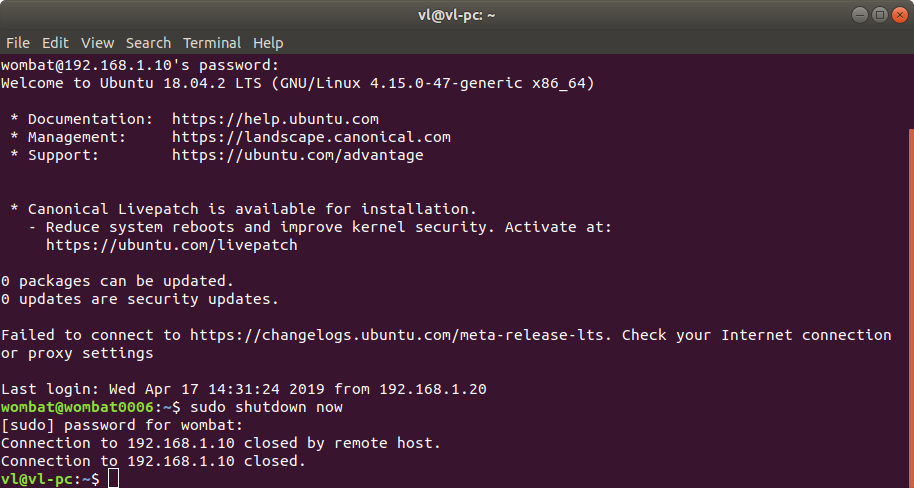 vl@vl-pc: ~
File Edit View Search Terminal Help
wombat@192.168.1.10's password:
Welcome to Ubuntu 18.04.2 LTS (GNU/Linux 4.15.0-47-generic x86_64)
* Documentation: https://help.ubuntu.com
* Management: https://landscape.canonical.com
* Support: https://ubuntu.com/advantage
* Canonical Livepatch is available for installation.
- Reduce system reboots and improve kernel security. Activate at:
https://ubuntu.com/livepatch
0 packages can be updated.
0 updates are security updates.
Failed to connect to https://changelogs.ubuntu.com/meta-release-lts. Check your Internet connection
or proxy settings
Last login: Wed Apr 17 14:31:24 2019 from 192.168.1.20
wombat@wombat0006:~$ sudo shutdown now
[sudo] password for wombat:
Connection to 192.168.1.10 closed by remote host.
Connection to 192.168.1.10 closed.
vl@vl-pc:~$